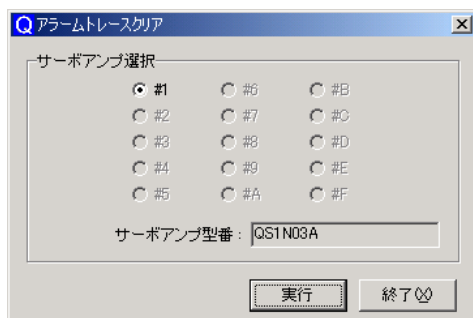 Q アラームトレースクリア
サーボアンプ選択
#1 #6 #B
#2 #7 #C
#3 #8 #D
#4 #9 #E
#5 #A #F
サーボアンプ型番： QS1N03A
実行 終了(X)